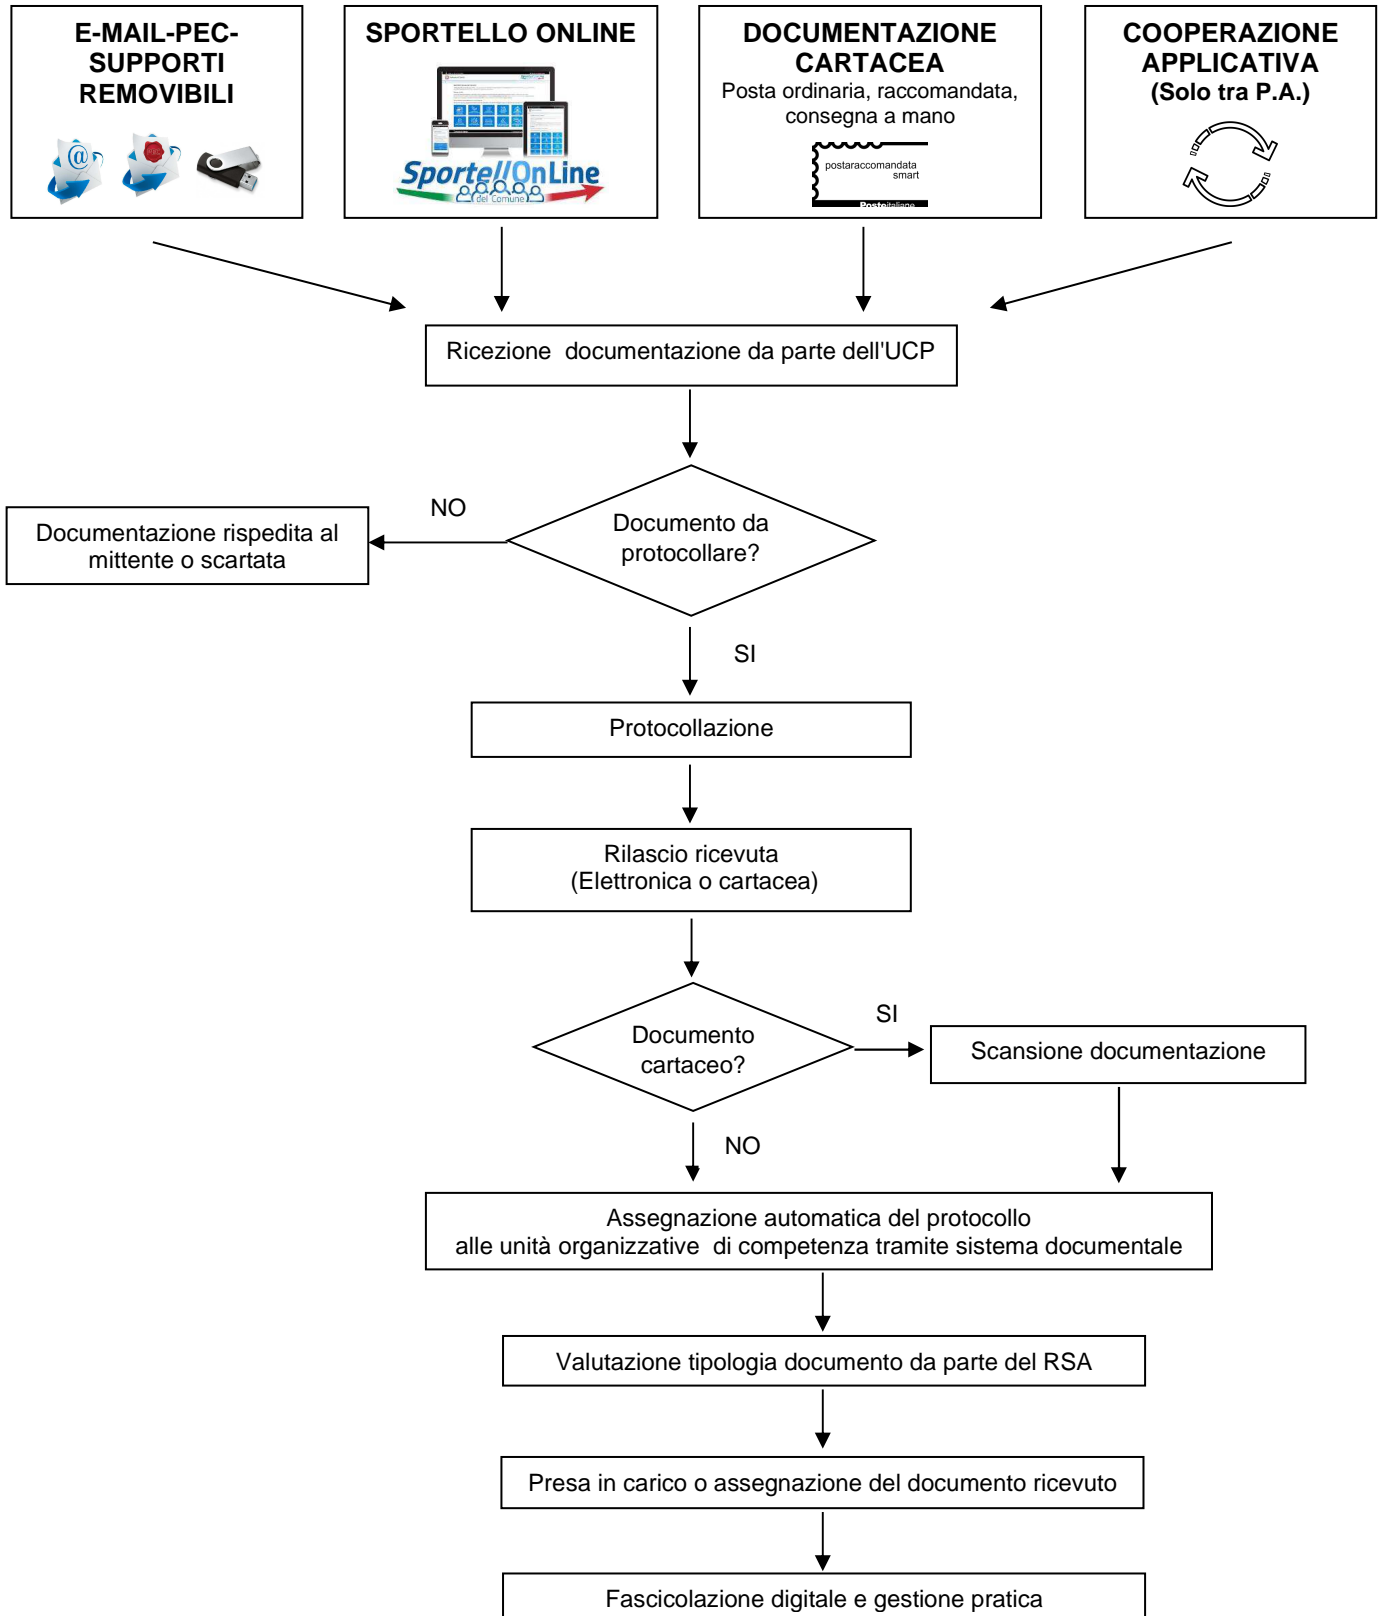 E-MAIL-PEC-
SUPPORTI
REMOVIBILI
@
SPORTELLO ONLINE
SportellOnLine
del Comune
DOCUMENTAZIONE
CARTACEA
Posta ordinaria, raccomandata,
consegna a mano
postaraccomandata
smart
Posteitaliane
COOPERAZIONE
APPLICATIVA
(Solo tra P.A.)
Ricezione documentazione da parte dell'UCP
Documento da
protocollare?
NO
Documentazione rispedita al
mittente o scartata
SI
Protocollazione
Rilascio ricevuta
(Elettronica o cartacea)
Documento
cartaceo?
SI
Scansione documentazione
NO
Assegnazione automatica del protocollo
alle unità organizzative di competenza tramite sistema documentale
Valutazione tipologia documento da parte del RSA
Presa in carico o assegnazione del documento ricevuto
Fascicolazione digitale e gestione pratica